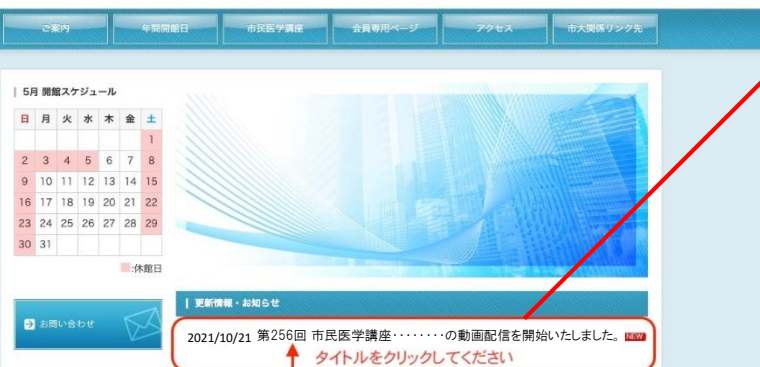 ご案内 年間開館日 市民医学講座 会員専用ページ アクセス 市大関係リンク先
5月 開館スケジュール
日 月 火 水 木 金 土
1
2 3 4 5 6 7 8
9 10 11 12 13 14 15
16 17 18 19 20 21 22
23 24 25 26 27 28 29
30 31
:休館日
お問い合わせ
更新情報・お知らせ
2021/10/21 第256回 市民医学講座‥‥‥‥の動画配信を開始いたしました。 NEW
タイトルをクリックしてください